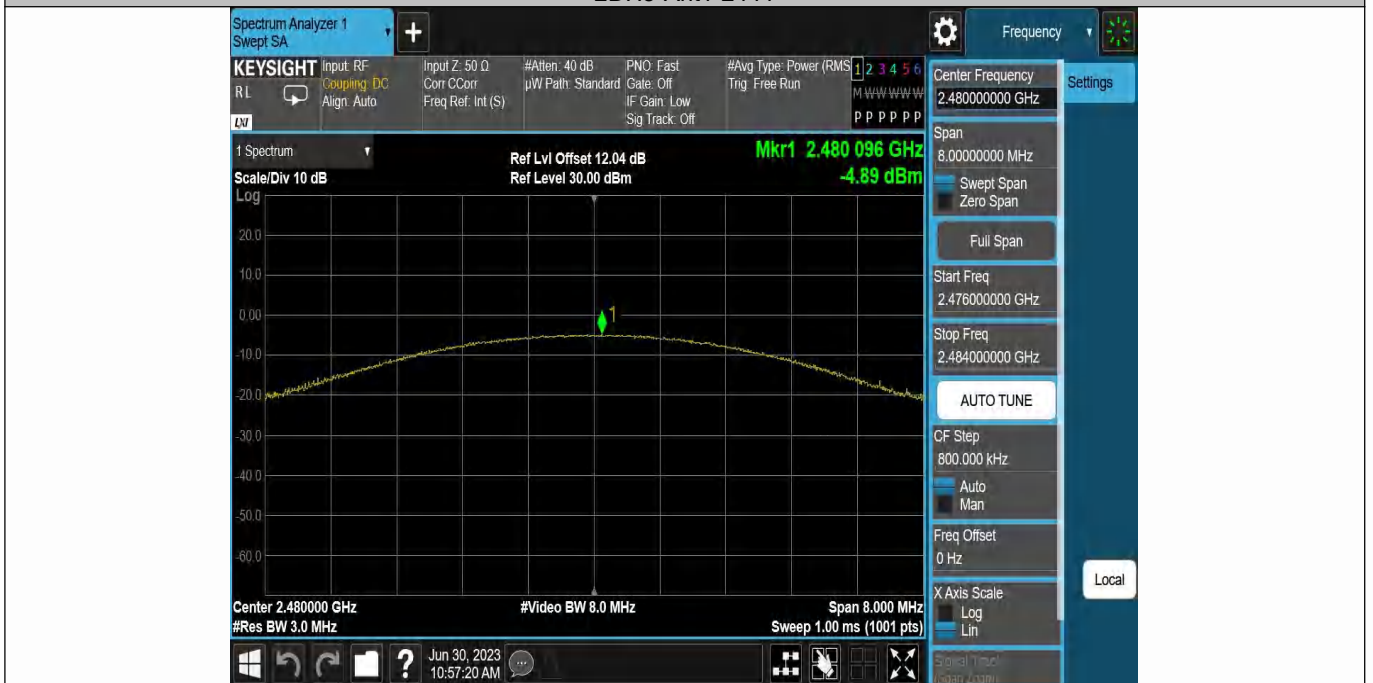 Spectrum Analyzer 1
Swept SA
+
Frequency
KEYSIGHT
RL
LXI
Input: RF
Coupling: DC
Align: Auto
Input Z: 50 Ω
Corr CCorr
Freq Ref: Int (S)
#Atten: 40 dB
µW Path: Standard
PNO: Fast
Gate: Off
IF Gain: Low
Sig Track: Off
#Avg Type: Power (RMS
Trig: Free Run
1 2 3 4 5 6
M W W W W W
P P P P P P
1 Spectrum
Scale/Div 10 dB
Log
Ref Lvl Offset 12.04 dB
Ref Level 30.00 dBm
Mkr1 2.480 096 GHz
-4.89 dBm
20.0
10.0
0.00
-10.0
-20.0
-30.0
-40.0
-50.0
-60.0
1
Center 2.480000 GHz
#Res BW 3.0 MHz
#Video BW 8.0 MHz
Span 8.000 MHz
Sweep 1.00 ms (1001 pts)
?
Jun 30, 2023
10:57:20 AM
Center Frequency
2.480000000 GHz
Span
8.00000000 MHz
Swept Span
Zero Span
Full Span
Start Freq
2.476000000 GHz
Stop Freq
2.484000000 GHz
AUTO TUNE
CF Step
800.000 kHz
Auto
Man
Freq Offset
0 Hz
X Axis Scale
Log
Lin
Signal Track
(Span Zoom)
Settings
Local